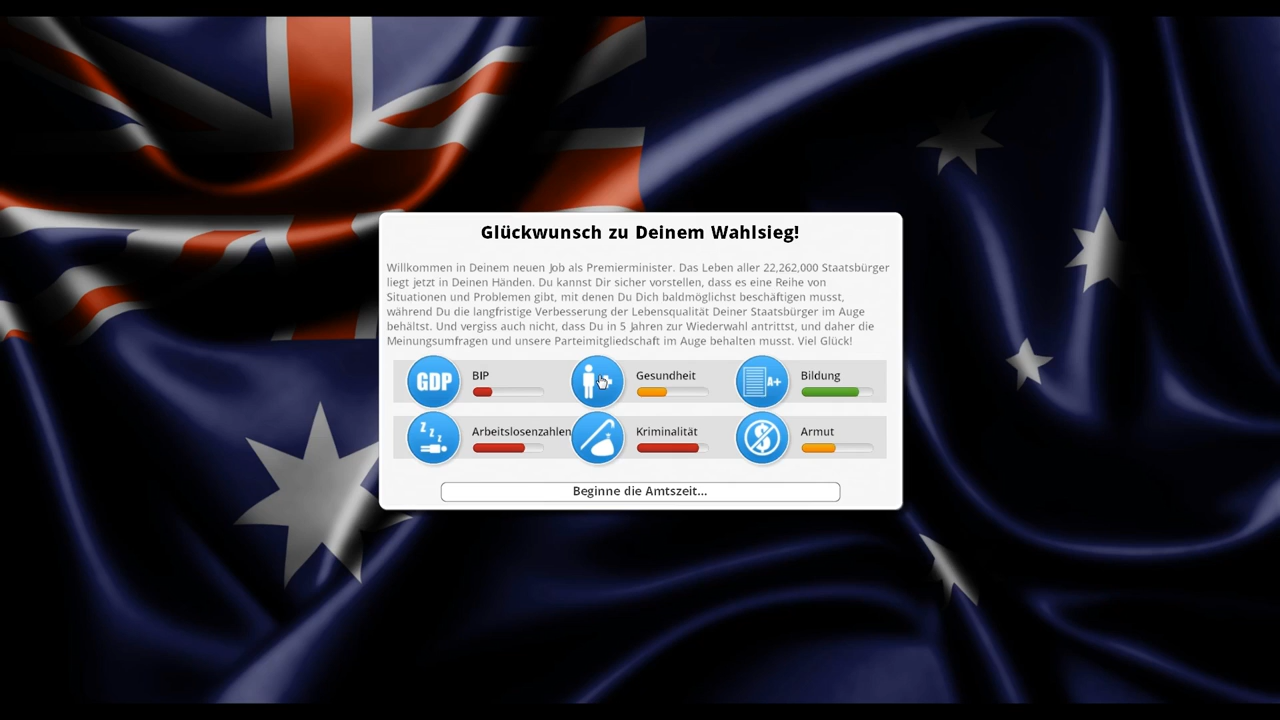 Glückwunsch zu Deinem Wahlsieg!
Willkommen in Deinem neuen Job als Premierminister. Das Leben aller 22,262,000 Staatsbürger
liegt jetzt in Deinen Händen. Du kannst Dir sicher vorstellen, dass es eine Reihe von
Situationen und Problemen gibt, mit denen Du Dich baldmöglichst beschäftigen musst,
während Du die langfristige Verbesserung der Lebensqualität Deiner Staatsbürger im Auge
behältst. Und vergiss auch nicht, dass Du in 5 Jahren zur Wiederwahl antrittst, und daher die
Meinungsumfragen und unsere Parteimitgliedschaft im Auge behalten musst. Viel Glück!
GDP BIP Gesundheit A+ Bildung
Z Z Z Arbeitslosenzahlen Kriminalität $ Armut
Beginne die Amtszeit...